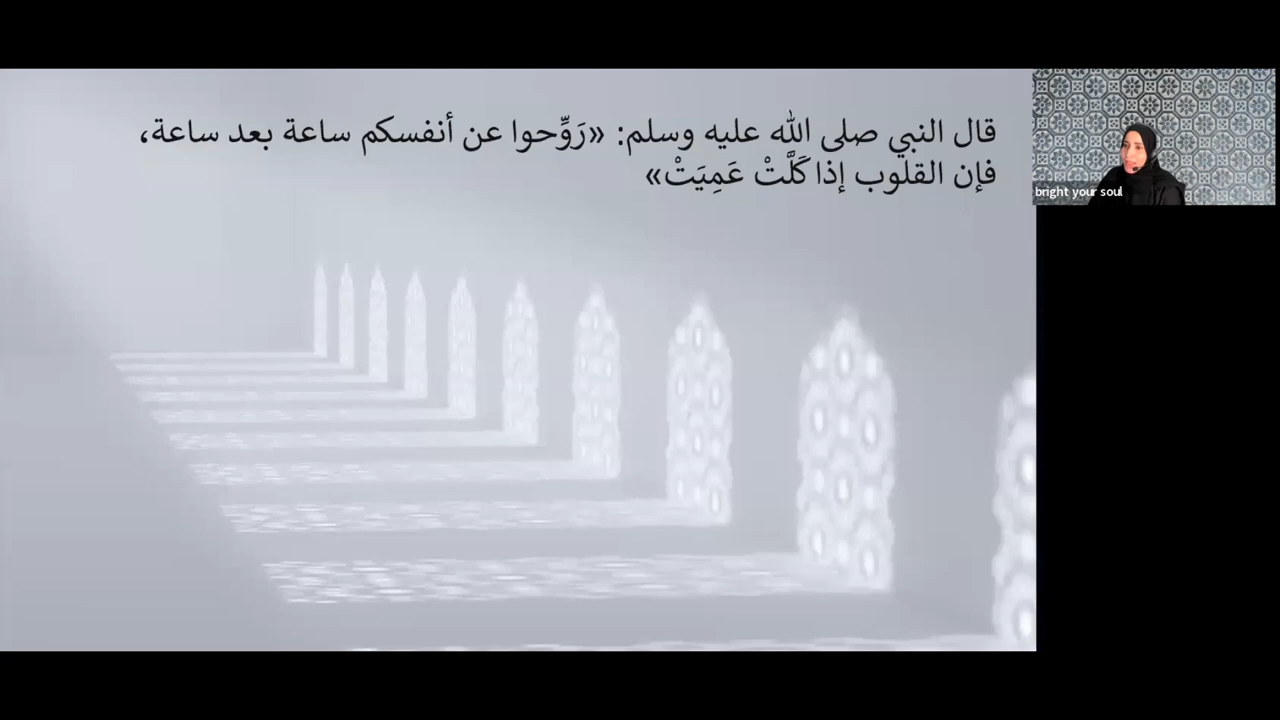 قال النبي صلى الله عليه وسلم: «رَوِّحوا عن أنفسكم ساعة بعد ساعة،
فإن القلوب إذا كَلَّتْ عَمِيَتْ»
bright your soul